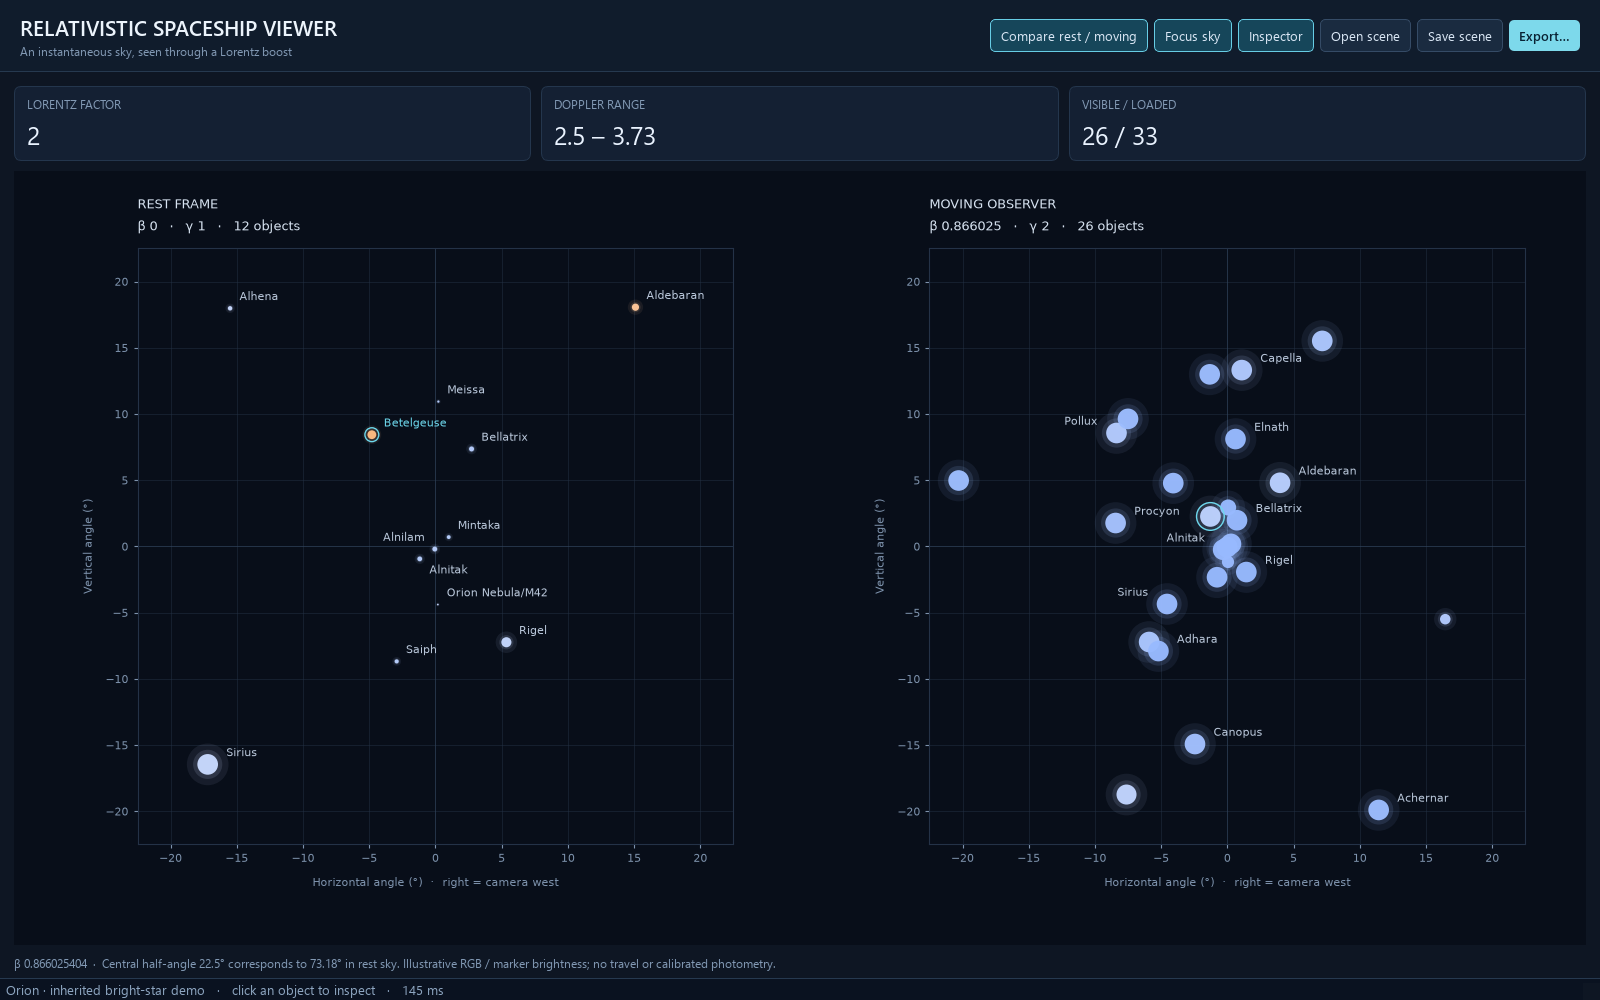 RELATIVISTIC SPACESHIP VIEWER
An instantaneous sky, seen through a Lorentz boost
Compare rest / moving
Focus sky
Inspector
Open scene
Save scene
Export...
LORENTZ FACTOR
2
DOPPLER RANGE
2.5 – 3.73
VISIBLE / LOADED
26 / 33
REST FRAME
β 0 · γ 1 · 12 objects
20
15
10
5
0
−5
−10
−15
−20
Vertical angle (°)
Alhena
Aldebaran
Meissa
Betelgeuse
Bellatrix
Mintaka
Alnilam
Alnitak
Orion Nebula/M42
Rigel
Saiph
Sirius
−20 −15 −10 −5 0 5 10 15 20
Horizontal angle (°) · right = camera west
MOVING OBSERVER
β 0.866025 · γ 2 · 26 objects
20
15
10
5
0
−5
−10
−15
−20
Vertical angle (°)
Capella
Pollux
Elnath
Aldebaran
Procyon
Bellatrix
Alnitak
Rigel
Sirius
Adhara
Canopus
Achernar
−20 −15 −10 −5 0 5 10 15 20
Horizontal angle (°) · right = camera west
β 0.866025404 · Central half-angle 22.5° corresponds to 73.18° in rest sky. Illustrative RGB / marker brightness; no travel or calibrated photometry.
Orion · inherited bright-star demo · click an object to inspect · 145 ms